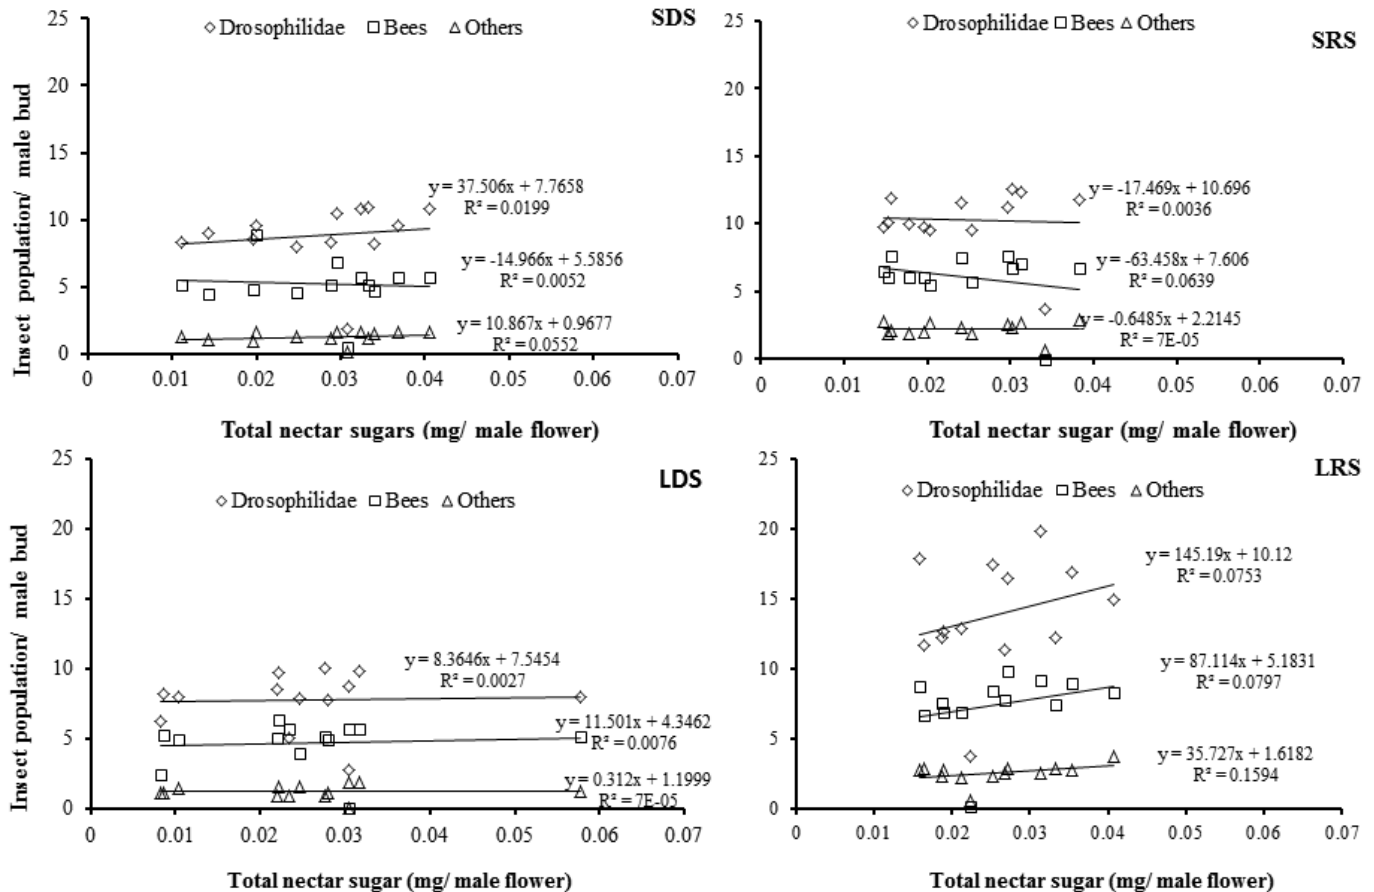 SDS
◇ Drosophilidae □ Bees △ Others
Insect population/ male bud
25
20
15
10
5
0
y = 37.506x + 7.7658
R² = 0.0199
y = -14.966x + 5.5856
R² = 0.0052
y = 10.867x + 0.9677
R² = 0.0552
0 0.01 0.02 0.03 0.04 0.05 0.06 0.07
Total nectar sugars (mg/ male flower)
SRS
◇ Drosophilidae □ Bees △ Others
25
20
15
10
5
0
y = -17.469x + 10.696
R² = 0.0036
y = -63.458x + 7.606
R² = 0.0639
y = -0.6485x + 2.2145
R² = 7E-05
0 0.01 0.02 0.03 0.04 0.05 0.06 0.07
Total nectar sugar (mg/ male flower)
LDS
◇ Drosophilidae □ Bees △ Others
Insect population/ male bud
25
20
15
10
5
0
y = 8.3646x + 7.5454
R² = 0.0027
y = 11.501x + 4.3462
R² = 0.0076
y = 0.312x + 1.1999
R² = 7E-05
0 0.01 0.02 0.03 0.04 0.05 0.06 0.07
Total nectar sugar (mg/ male flower)
LRS
◇ Drosophilidae □ Bees △ Others
25
20
15
10
5
0
y = 145.19x + 10.12
R² = 0.0753
y = 87.114x + 5.1831
R² = 0.0797
y = 35.727x + 1.6182
R² = 0.1594
0 0.01 0.02 0.03 0.04 0.05 0.06 0.07
Total nectar sugar (mg/ male flower)